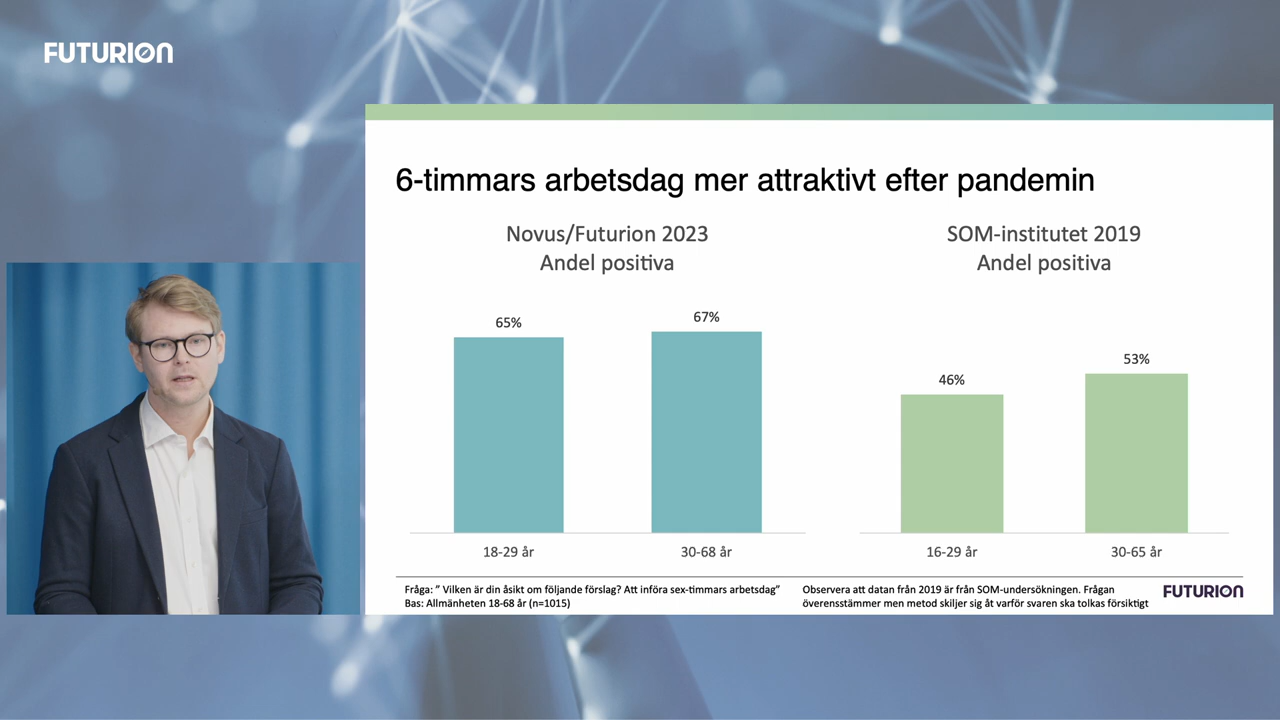 FUTURION
6-timmars arbetsdag mer attraktivt efter pandemin
Novus/Futurion 2023
Andel positiva
65%
67%
18-29 år
30-68 år
SOM-institutet 2019
Andel positiva
46%
53%
16-29 år
30-65 år
Fråga: ” Vilken är din åsikt om följande förslag? Att införa sex-timmars arbetsdag”
Bas: Allmänheten 18-68 år (n=1015)
Observera att datan från 2019 är från SOM-undersökningen. Frågan
överensstämmer men metod skiljer sig åt varför svaren ska tolkas försiktigt
FUTURION